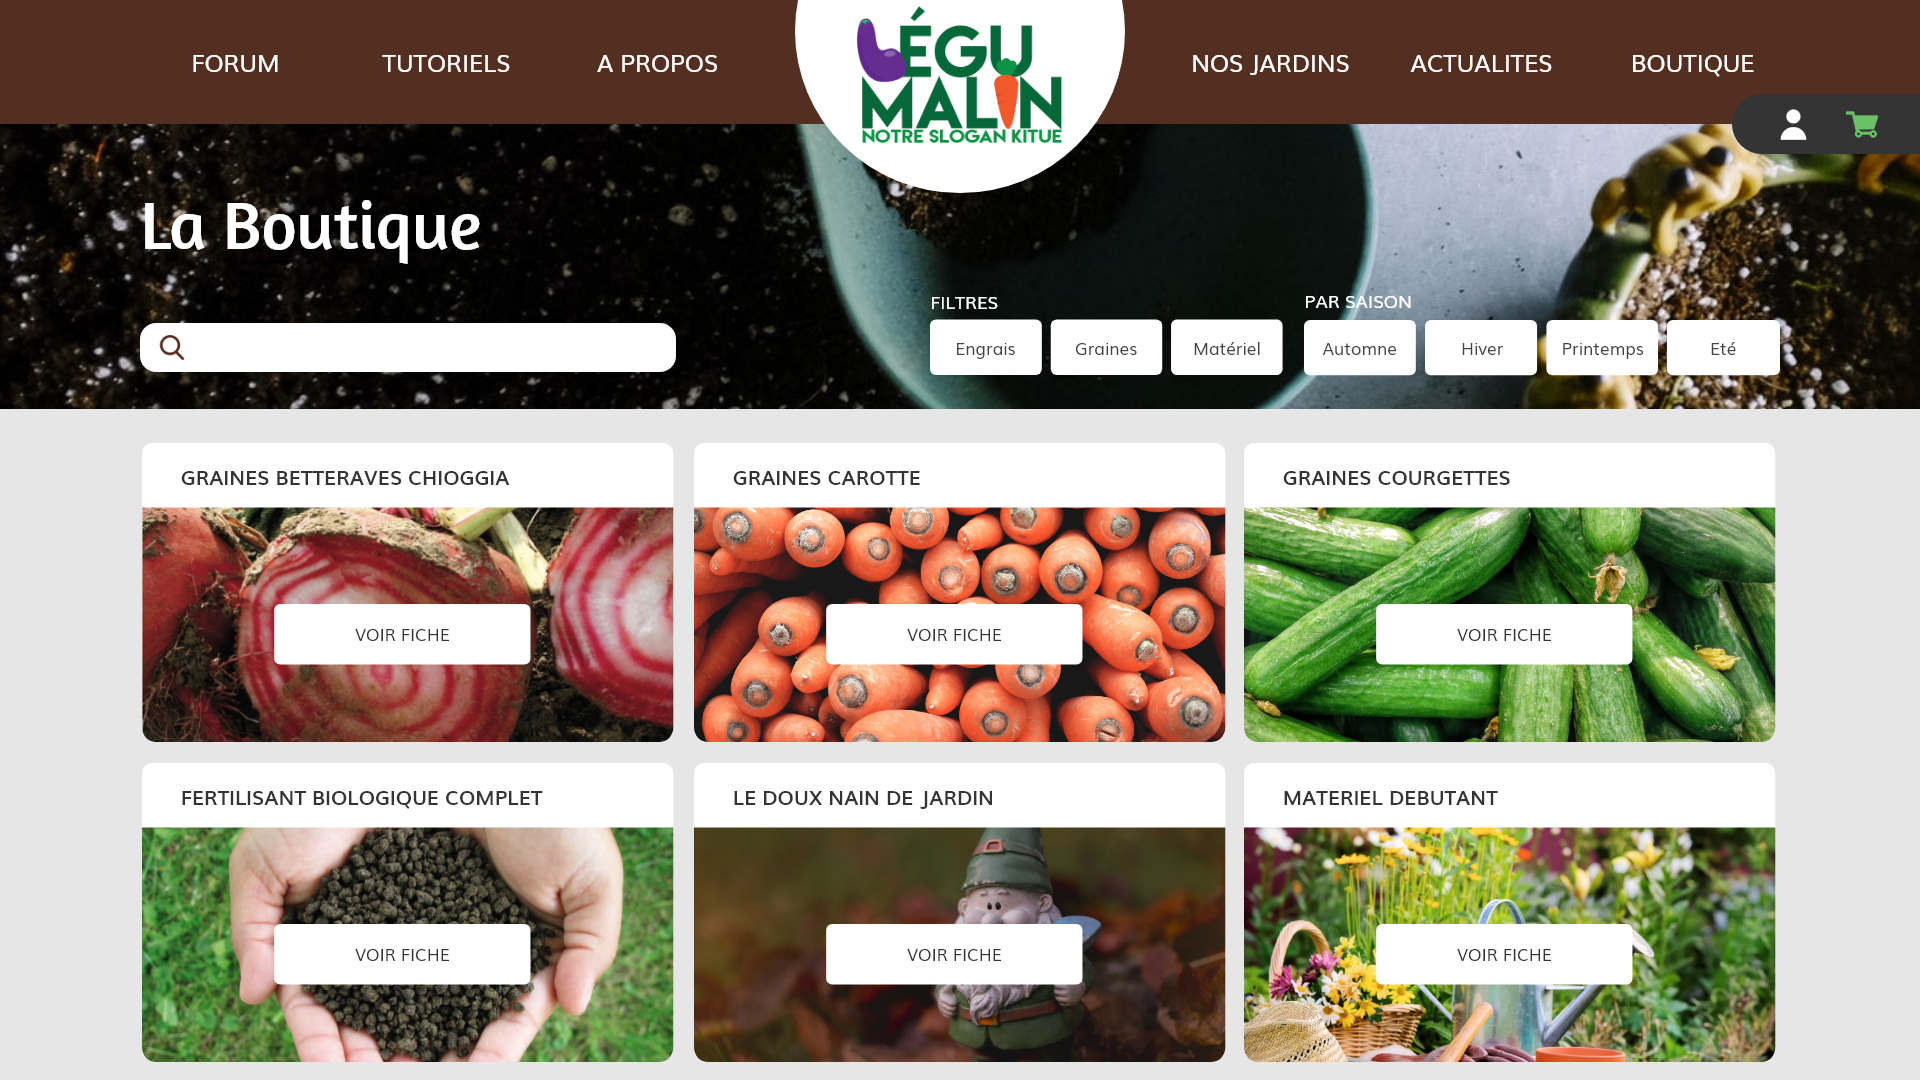 FORUM
TUTORIELS
A PROPOS
LÉGU
MALIN
NOTRE SLOGAN KITUE
NOS JARDINS
ACTUALITES
BOUTIQUE
La Boutique
FILTRES
Engrais
Graines
Matériel
PAR SAISON
Automne
Hiver
Printemps
Eté
GRAINES BETTERAVES CHIOGGIA
VOIR FICHE
GRAINES CAROTTE
VOIR FICHE
GRAINES COURGETTES
VOIR FICHE
FERTILISANT BIOLOGIQUE COMPLET
VOIR FICHE
LE DOUX NAIN DE JARDIN
VOIR FICHE
MATERIEL DEBUTANT
VOIR FICHE